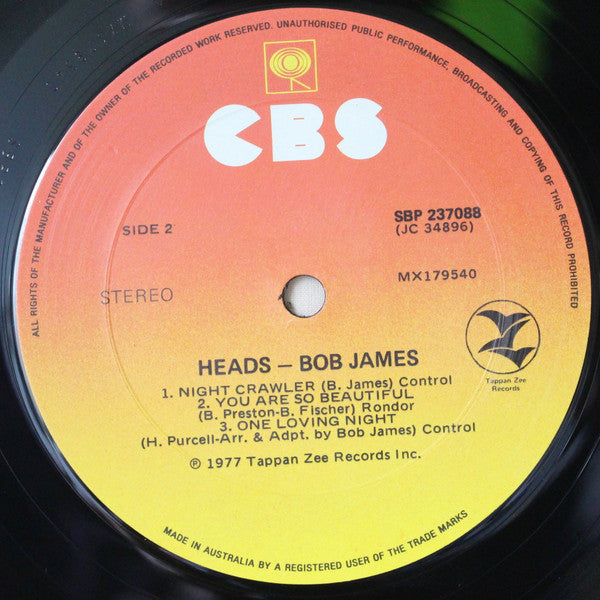 ALL RIGHTS OF THE MANUFACTURER AND OF THE OWNER OF THE RECORDED WORK RESERVED. UNAUTHORISED PUBLIC PERFORMANCE, BROADCASTING AND COPYING OF THIS RECORD PROHIBITED
CBS
SIDE 2
SBP 237088
(JC 34896)
STEREO
MX179540
Tappan Zee
Records
HEADS — BOB JAMES
1. NIGHT CRAWLER (B. James) Control
2. YOU ARE SO BEAUTIFUL
(B. Preston-B. Fischer) Rondor
3. ONE LOVING NIGHT
(H. Purcell-Arr. & Adpt. by Bob James) Control
℗ 1977 Tappan Zee Records Inc.
MADE IN AUSTRALIA BY A REGISTERED USER OF THE TRADE MARKS